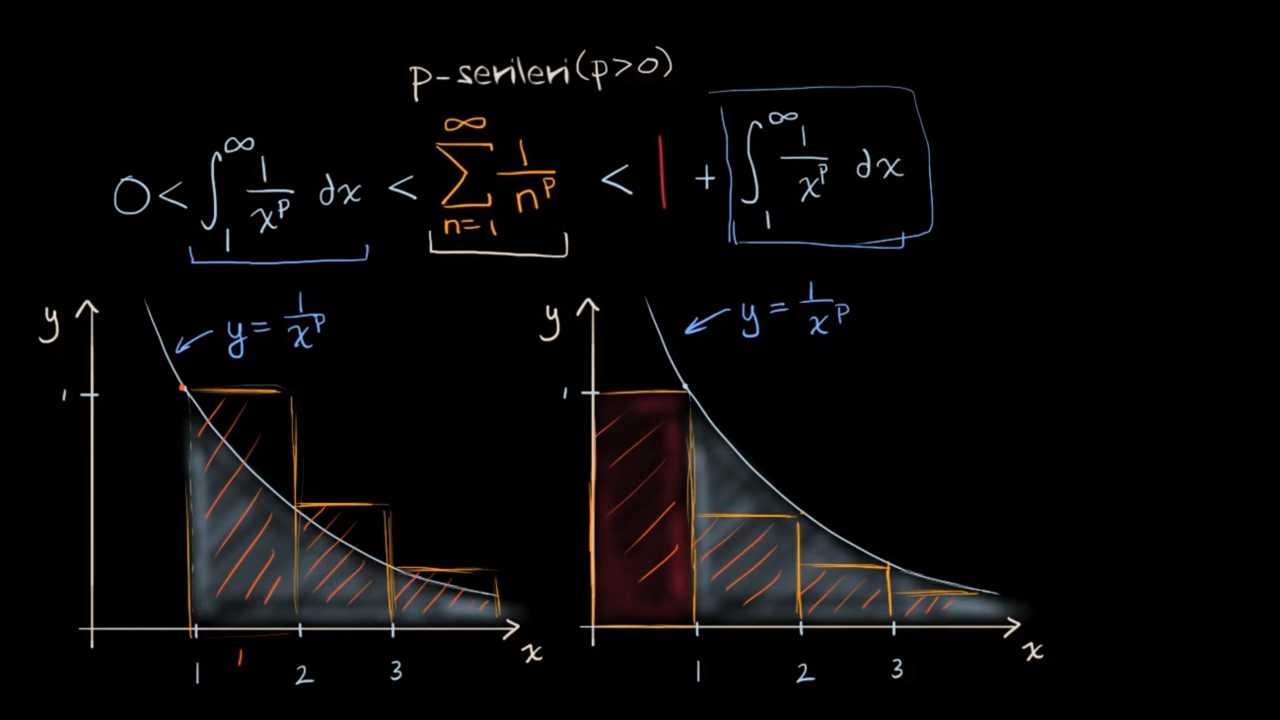 p-serileri(p>0)
0 < ∫₁^∞ 1/x^p dx < ∑_{n=1}^∞ 1/n^p < 1 + ∫₁^∞ 1/x^p dx
y
y = 1/x^p
1
x
1 2 3
1
y
y = 1/x^p
1
x
1 2 3